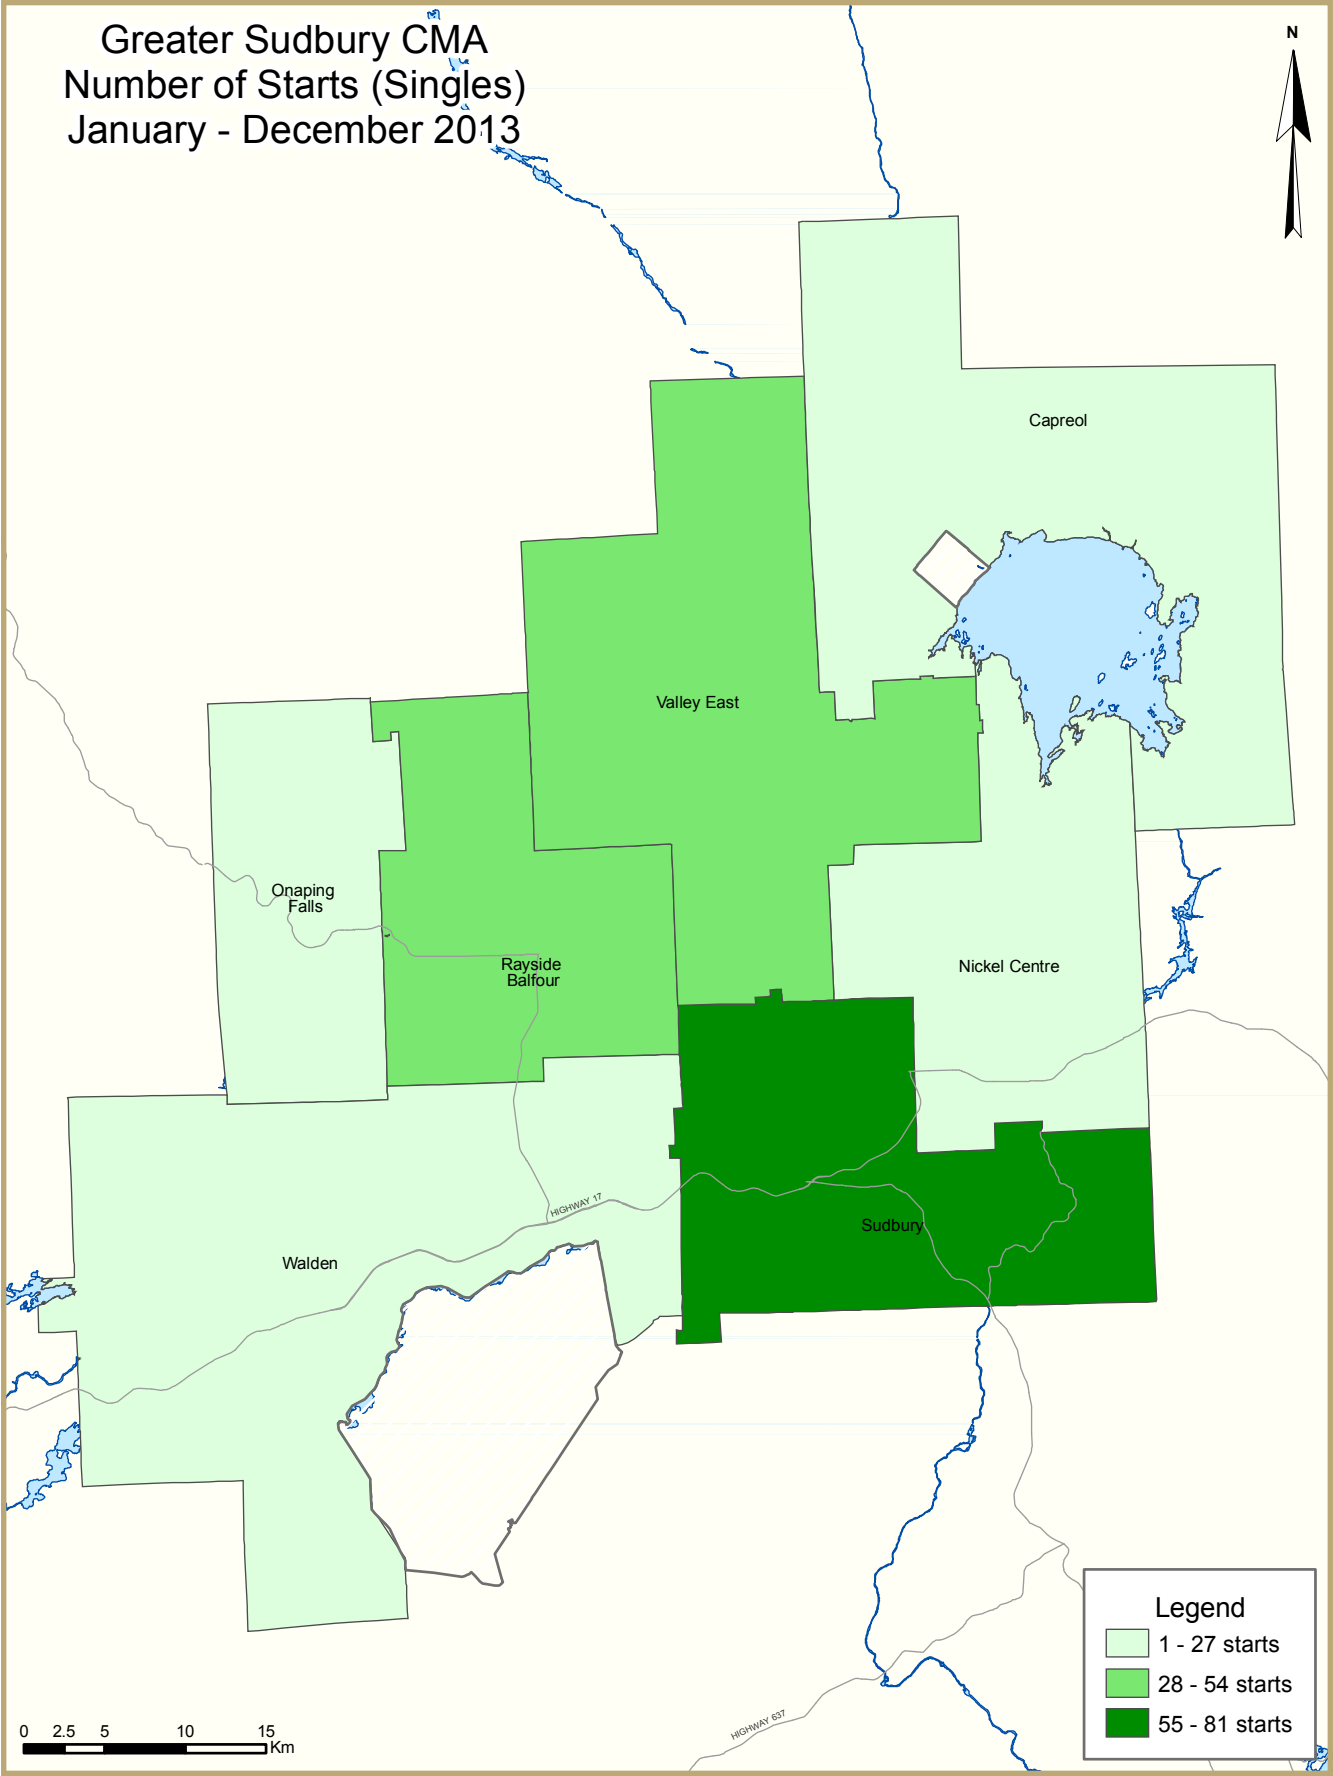 Greater Sudbury CMA
Number of Starts (Singles)
January - December 2013
N
Capreol
Valley East
Onaping
Falls
Rayside
Balfour
Nickel Centre
HIGHWAY 17
Sudbury
Walden
Legend
1 - 27 starts
28 - 54 starts
55 - 81 starts
HIGHWAY 637
0 2.5 5 10 15
Km